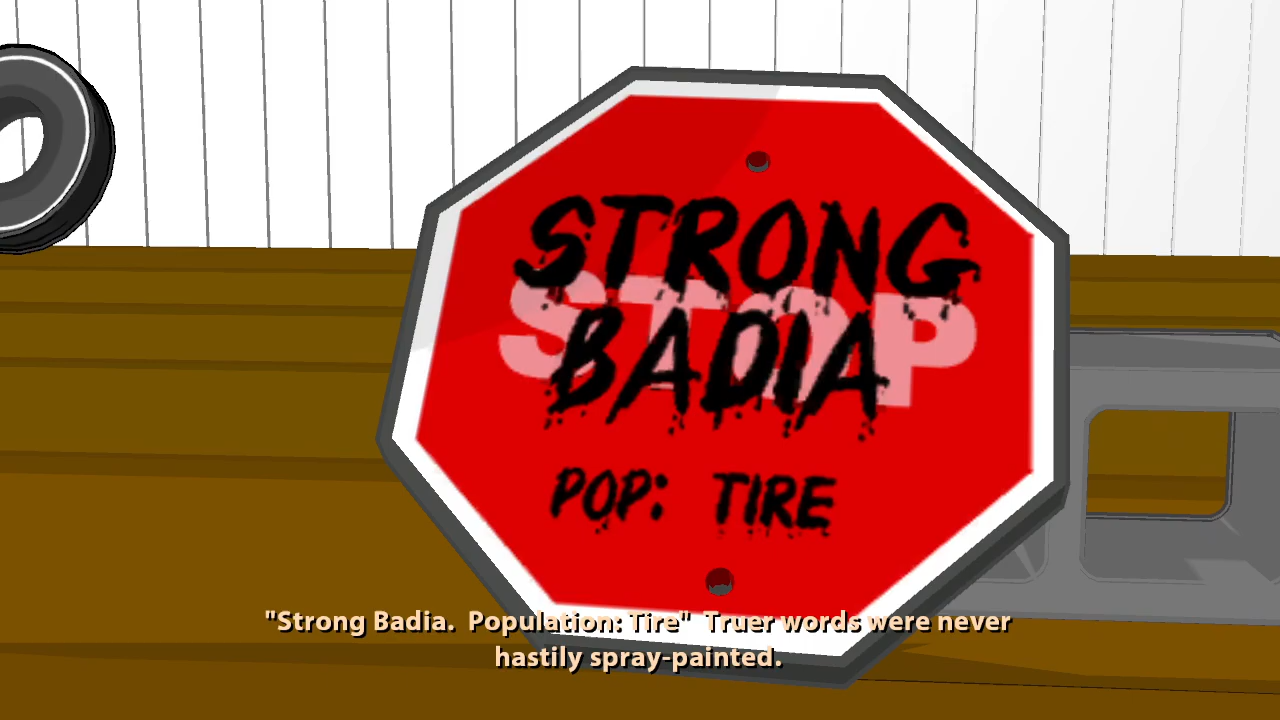 STRONG
STOP
BADIA
POP: TIRE
"Strong Badia.  Population: Tire"  Truer words were never
hastily spray-painted.